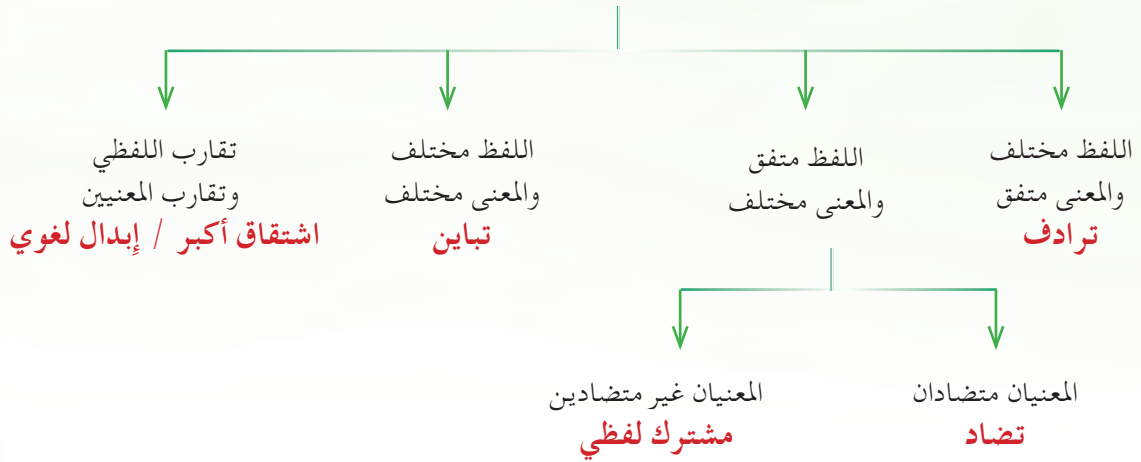 اللفظ مختلف
والمعنى متفق
ترادف
اللفظ متفق
والمعنى مختلف
اللفظ مختلف
والمعنى مختلف
تباين
تقارب اللفظي
وتقارب المعنيين
اشتقاق أكبر / إبدال لغوي
المعنيان متضادان
تضاد
المعنيان غير متضادين
مشترك لفظي